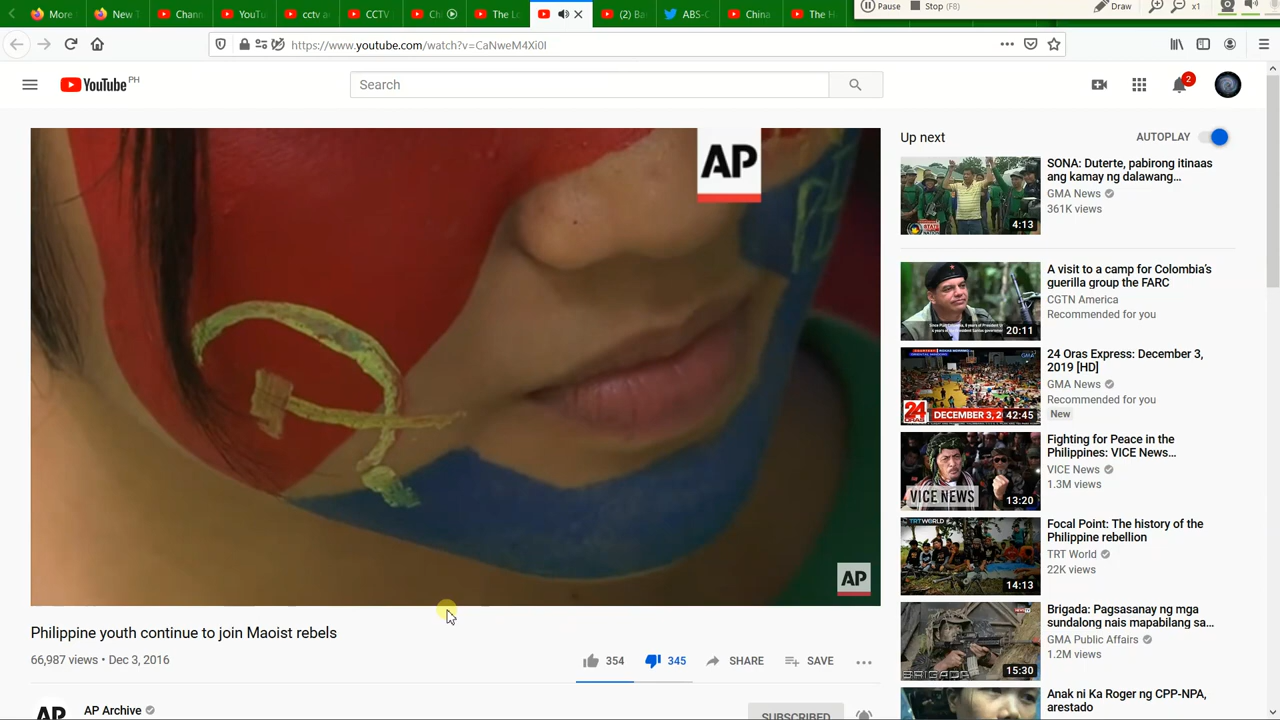 More
New T
Chann
YouTu
cctv a
CCTV
The Lo
(2) Ba
ABS-C
China
The H
Pause
Stop (F8)
Draw
x1
https://www.youtube.com/watch?v=CaNweM4Xi0I
YouTube PH
Search
2
AP
AP
Philippine youth continue to join Maoist rebels
66,987 views • Dec 3, 2016
354
345
SHARE
SAVE
AP
AP Archive
SUBSCRIBED
Up next
AUTOPLAY
4:13
SONA: Duterte, pabirong itinaas
ang kamay ng dalawang...
GMA News
361K views
20:11
A visit to a camp for Colombia's
guerilla group the FARC
CGTN America
Recommended for you
24
DECEMBER 3, 2
42:45
24 Oras Express: December 3,
2019 [HD]
GMA News
Recommended for you
New
VICE NEWS
13:20
Fighting for Peace in the
Philippines: VICE News...
VICE News
1.3M views
TRT WORLD
14:13
Focal Point: The history of the
Philippine rebellion
TRT World
22K views
BRIGADA
15:30
Brigada: Pagsasanay ng mga
sundalong nais mapabilang sa...
GMA Public Affairs
1.2M views
Anak ni Ka Roger ng CPP-NPA,
arestado